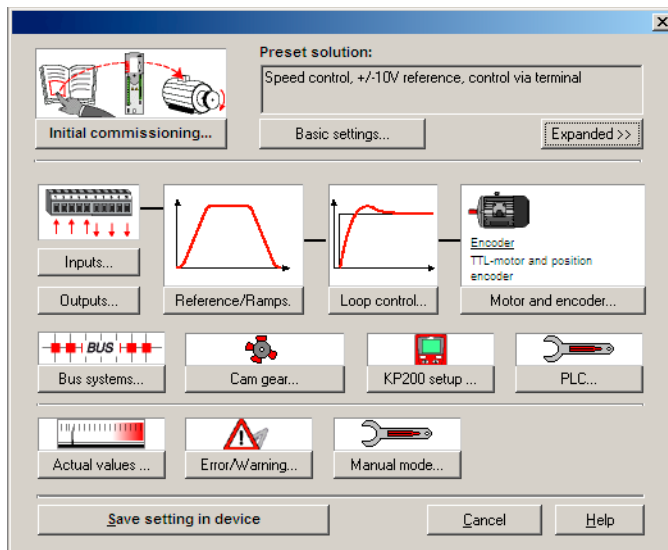 Preset solution:
Speed control, +/-10V reference, control via terminal
Initial commissioning...
Basic settings...
Expanded >>
Inputs...
Outputs...
Reference/Ramps.
Loop control...
Encoder
TTL-motor and position
encoder
Motor and encoder...
BUS
Bus systems...
Cam gear...
KP200 setup ...
PLC...
Actual values ...
Error/Warning...
Manual mode...
Save setting in device
Cancel
Help